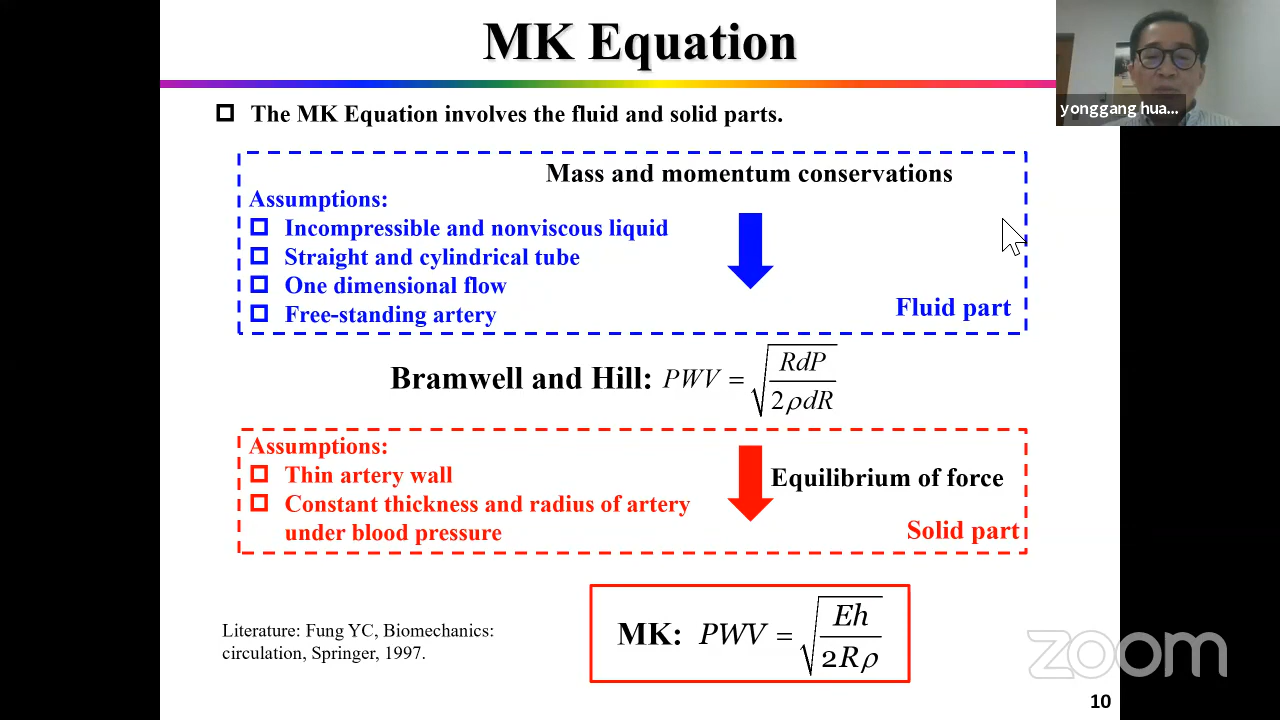 MK Equation
yonggang hua...
The MK Equation involves the fluid and solid parts.
Mass and momentum conservations
Assumptions:
Incompressible and nonviscous liquid
Straight and cylindrical tube
One dimensional flow
Free-standing artery
Fluid part
Bramwell and Hill: PWV = √(RdP / 2ρdR)
Assumptions:
Thin artery wall
Constant thickness and radius of artery
under blood pressure
Equilibrium of force
Solid part
MK: PWV = √(Eh / 2Rρ)
Literature: Fung YC, Biomechanics:
circulation, Springer, 1997.
zoom
10